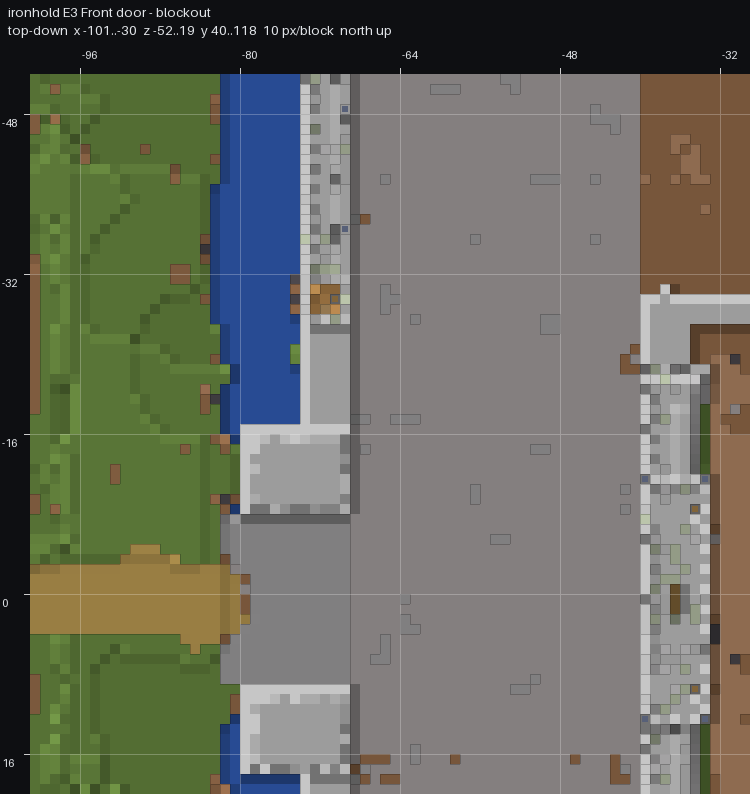 ironhold E3 Front door - blockout
top-down x -101..-30 z -52..19 y 40..118 10 px/block north up
-96 -80 -64 -48 -32
-48
-32
-16
0
16